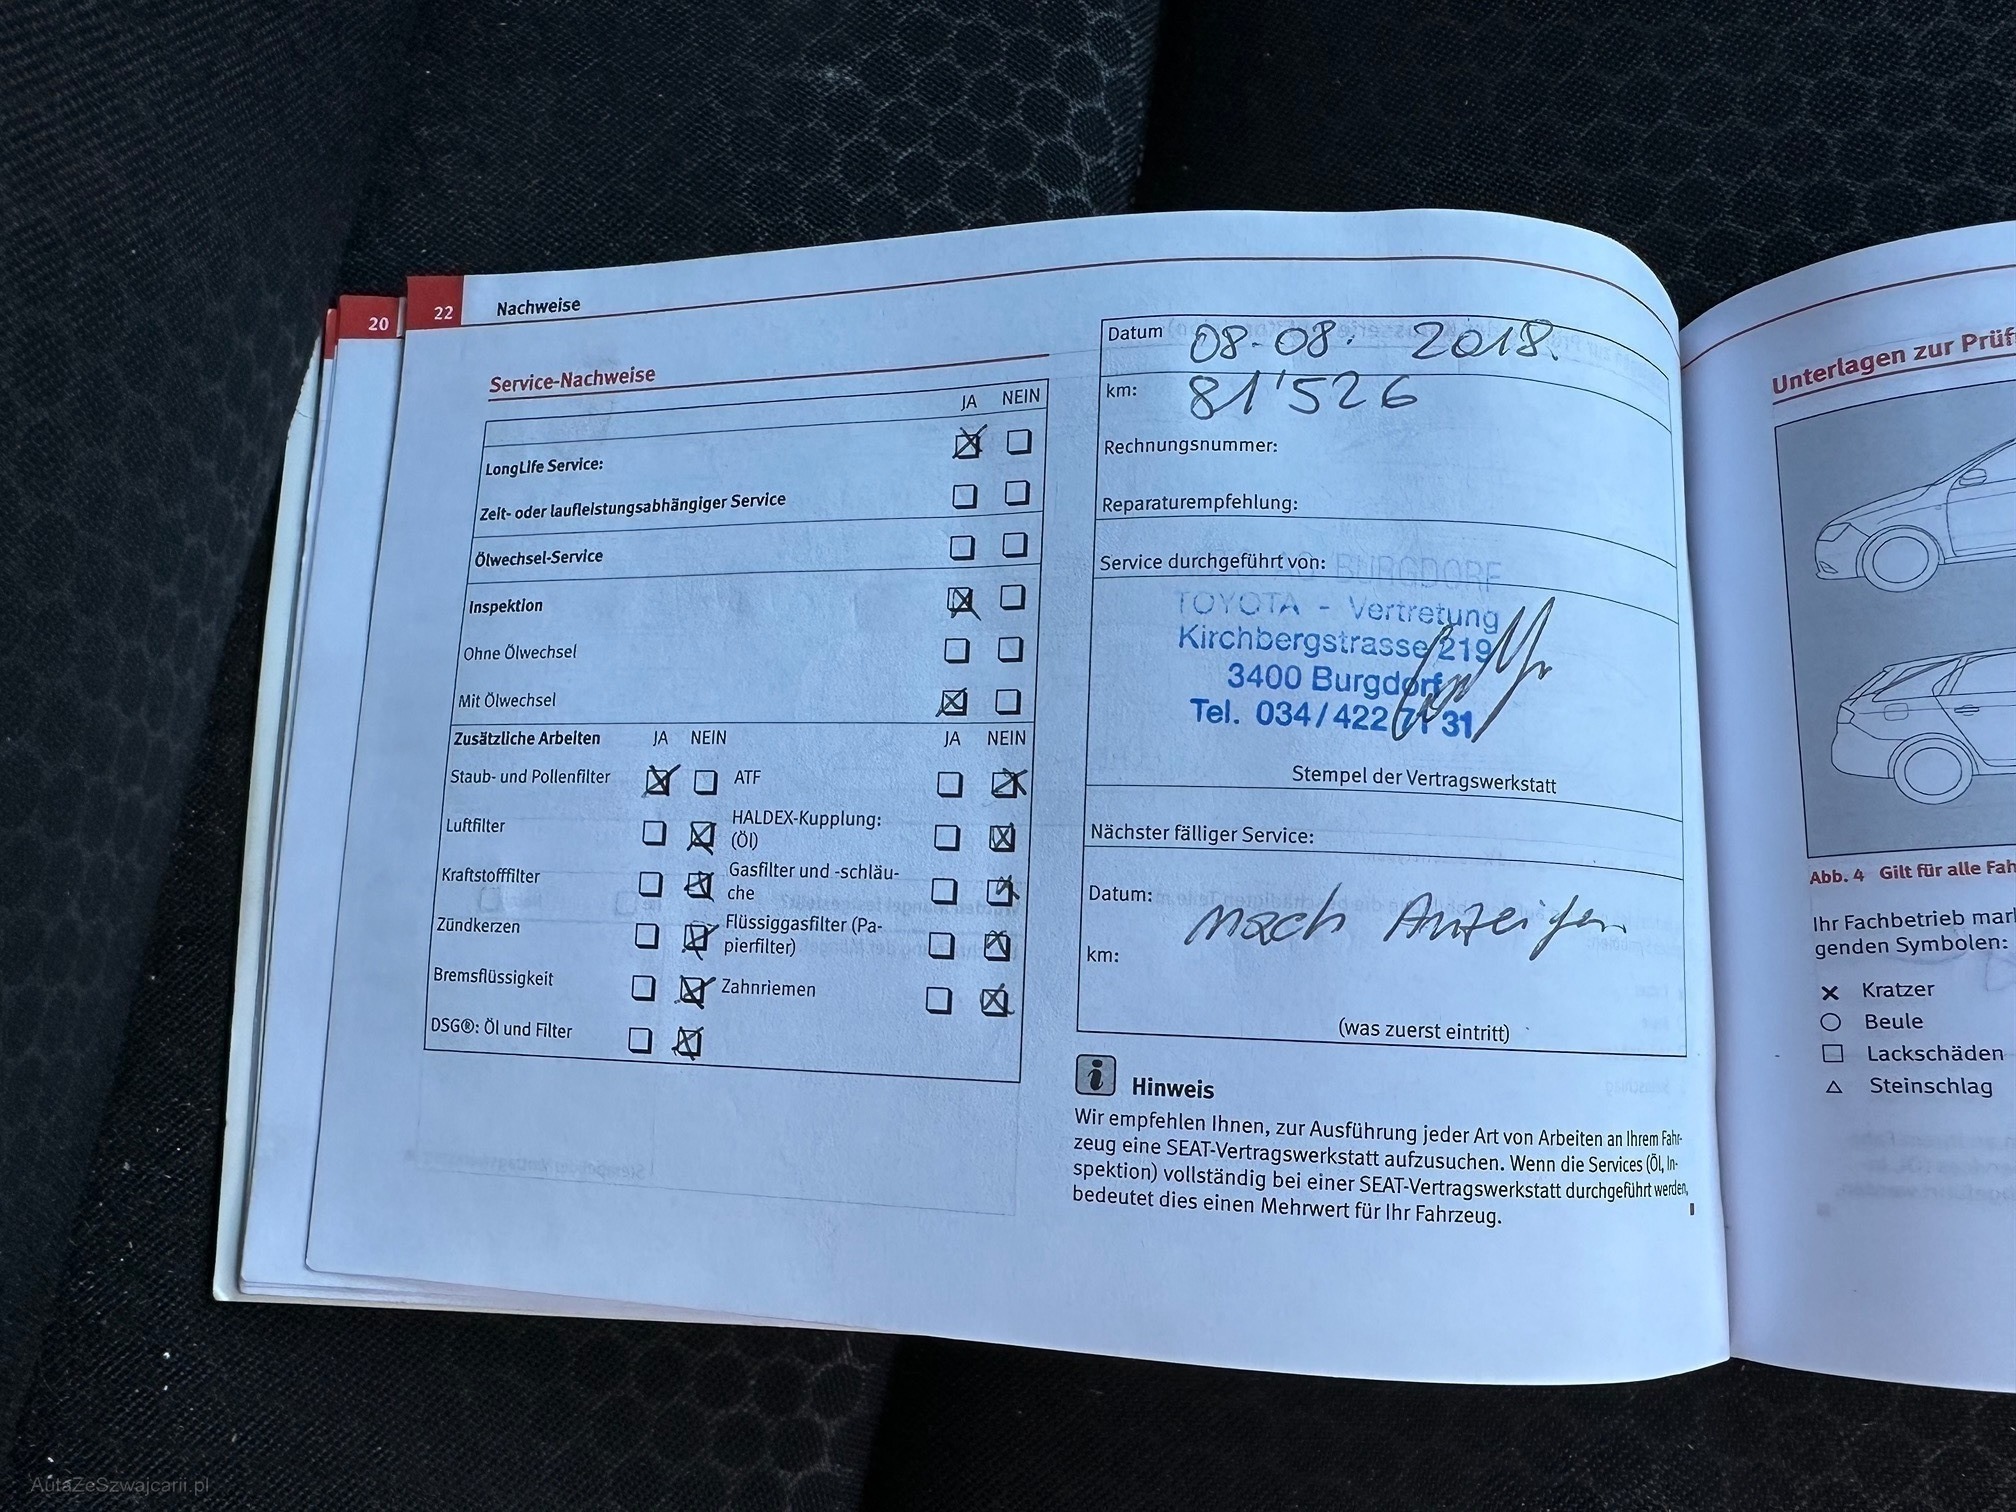 20
22
Nachweise
Service-Nachweise
JA NEIN
LongLife Service:
Zeit- oder laufleistungsabhängiger Service
Ölwechsel-Service
Inspektion
Ohne Ölwechsel
Mit Ölwechsel
Zusätzliche Arbeiten JA NEIN JA NEIN
Staub- und Pollenfilter ATF
Luftfilter HALDEX-Kupplung:
(Öl)
Kraftstofffilter Gasfilter und -schläu-
che
Zündkerzen Flüssiggasfilter (Pa-
pierfilter)
Bremsflüssigkeit Zahnriemen
DSG®: Öl und Filter
Datum 08-08. 2018.
km: 81'526
Rechnungsnummer:
Reparaturempfehlung:
Service durchgeführt von:
AG BURGDORF
TOYOTA - Vertretung
Kirchbergstrasse 219
3400 Burgdorf
Tel. 034/422 71 31
Stempel der Vertragswerkstatt
Nächster fälliger Service:
Datum: nach Anzeigen
km:
(was zuerst eintritt)
Hinweis
Wir empfehlen Ihnen, zur Ausführung jeder Art von Arbeiten an Ihrem Fahr-
zeug eine SEAT-Vertragswerkstatt aufzusuchen. Wenn die Services (Öl, In-
spektion) vollständig bei einer SEAT-Vertragswerkstatt durchgeführt werden,
bedeutet dies einen Mehrwert für Ihr Fahrzeug.
Unterlagen zur Prüf
Abb. 4 Gilt für alle Fah
Ihr Fachbetrieb mar
genden Symbolen:
Kratzer
Beule
Lackschäden
Steinschlag
AutaZeSzwajcarii.pl